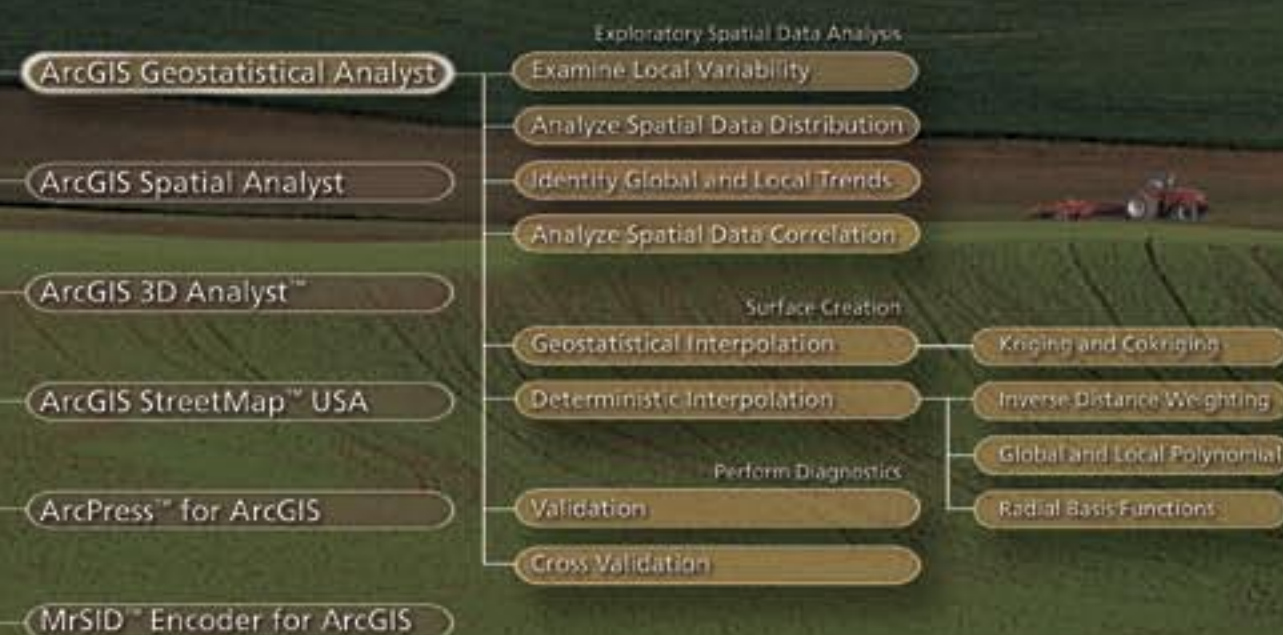 ArcGIS Geostatistical Analyst
ArcGIS Spatial Analyst
ArcGIS 3D Analyst™
ArcGIS StreetMap™ USA
ArcPress™ for ArcGIS
MrSID™ Encoder for ArcGIS
Exploratory Spatial Data Analysis
Examine Local Variability
Analyze Spatial Data Distribution
Identify Global and Local Trends
Analyze Spatial Data Correlation
Surface Creation
Geostatistical Interpolation
Deterministic Interpolation
Perform Diagnostics
Validation
Cross Validation
Kriging and Cokriging
Inverse Distance Weighting
Global and Local Polynomial
Radial Basis Functions